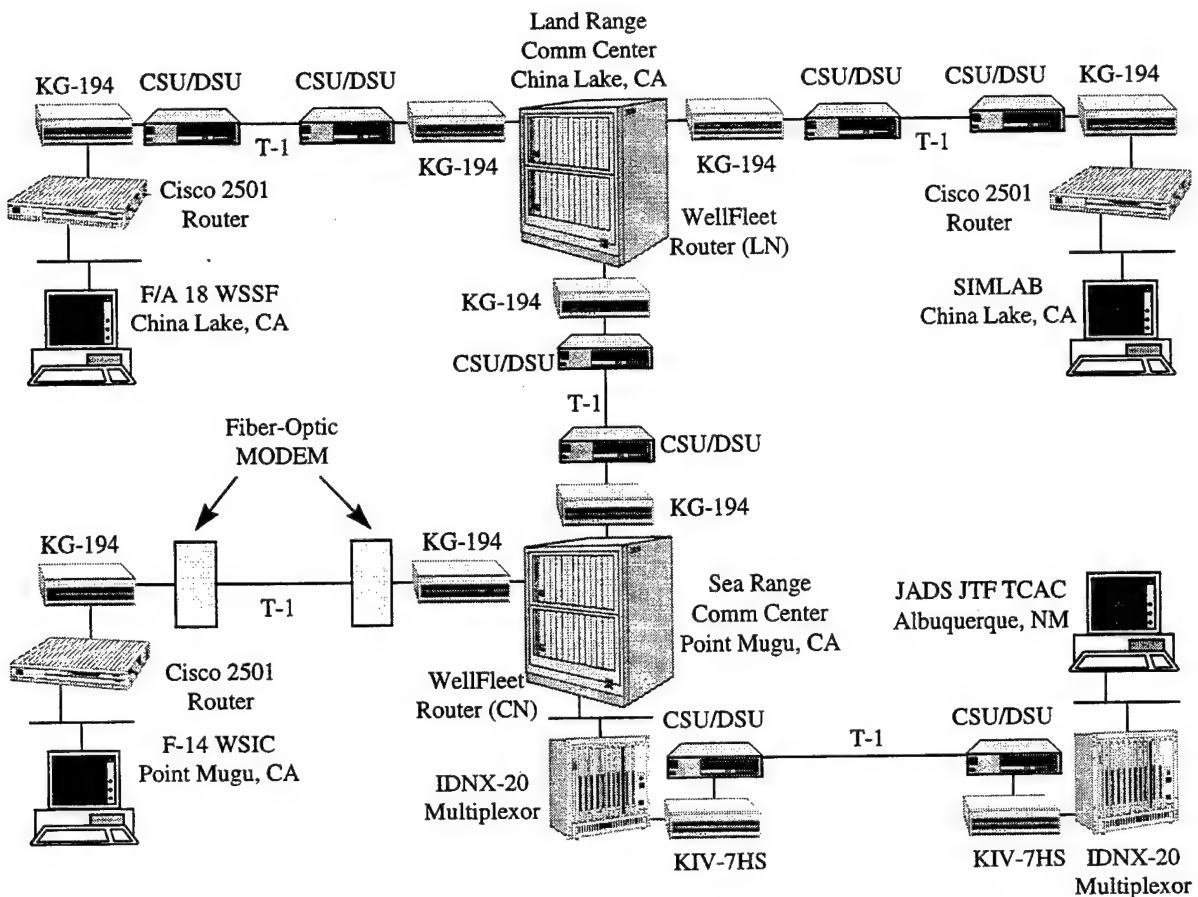 Land Range
Comm Center
China Lake, CA
KG-194
CSU/DSU
CSU/DSU
CSU/DSU
CSU/DSU
KG-194
T-1
KG-194
KG-194
T-1
Cisco 2501
Router
WellFleet
Router (LN)
Cisco 2501
Router
F/A 18 WSSF
China Lake, CA
KG-194
SIMLAB
China Lake, CA
CSU/DSU
T-1
Fiber-Optic
MODEM
CSU/DSU
KG-194
KG-194
KG-194
T-1
Sea Range
Comm Center
Point Mugu, CA
JADS JTF TCAC
Albuquerque, NM
Cisco 2501
Router
WellFleet
Router (CN)
F-14 WSIC
Point Mugu, CA
CSU/DSU
T-1
CSU/DSU
IDNX-20
Multiplexor
KIV-7HS
KIV-7HS
IDNX-20
Multiplexor